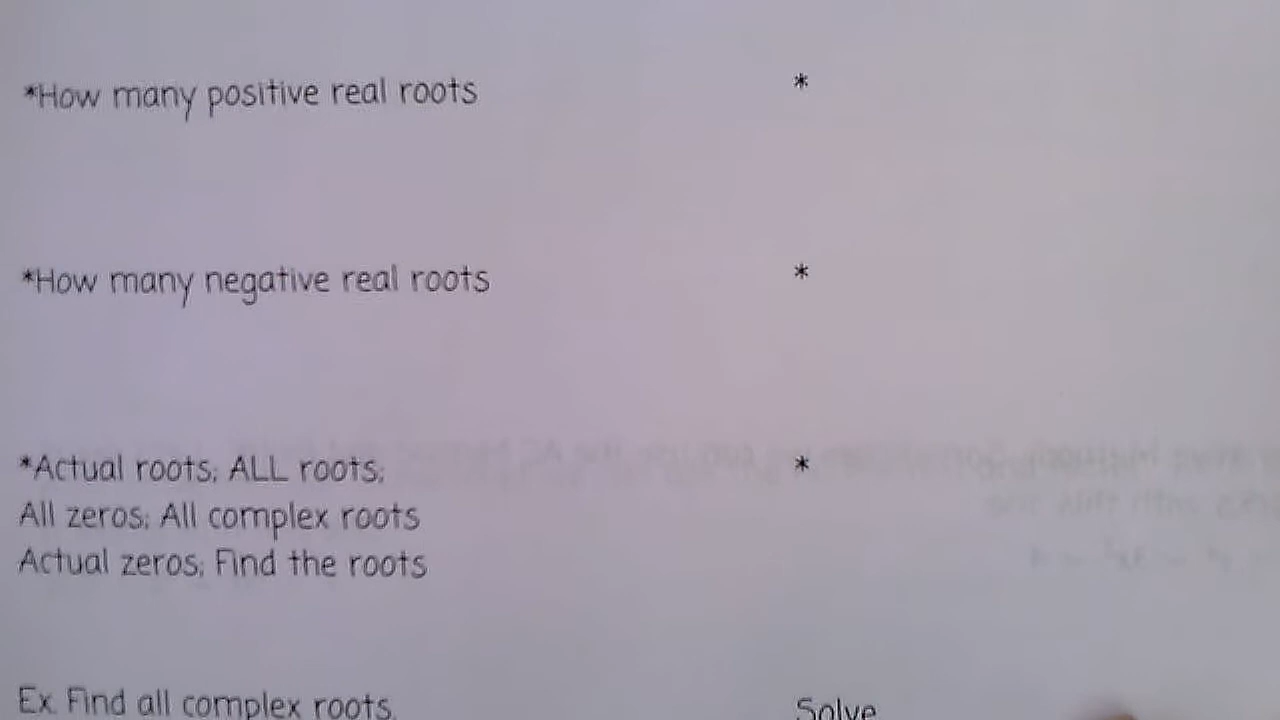 *How many positive real roots *
*How many negative real roots *
*Actual roots; ALL roots; *
All zeros; All complex roots
Actual zeros; Find the roots
Ex. Find all complex roots. Solve